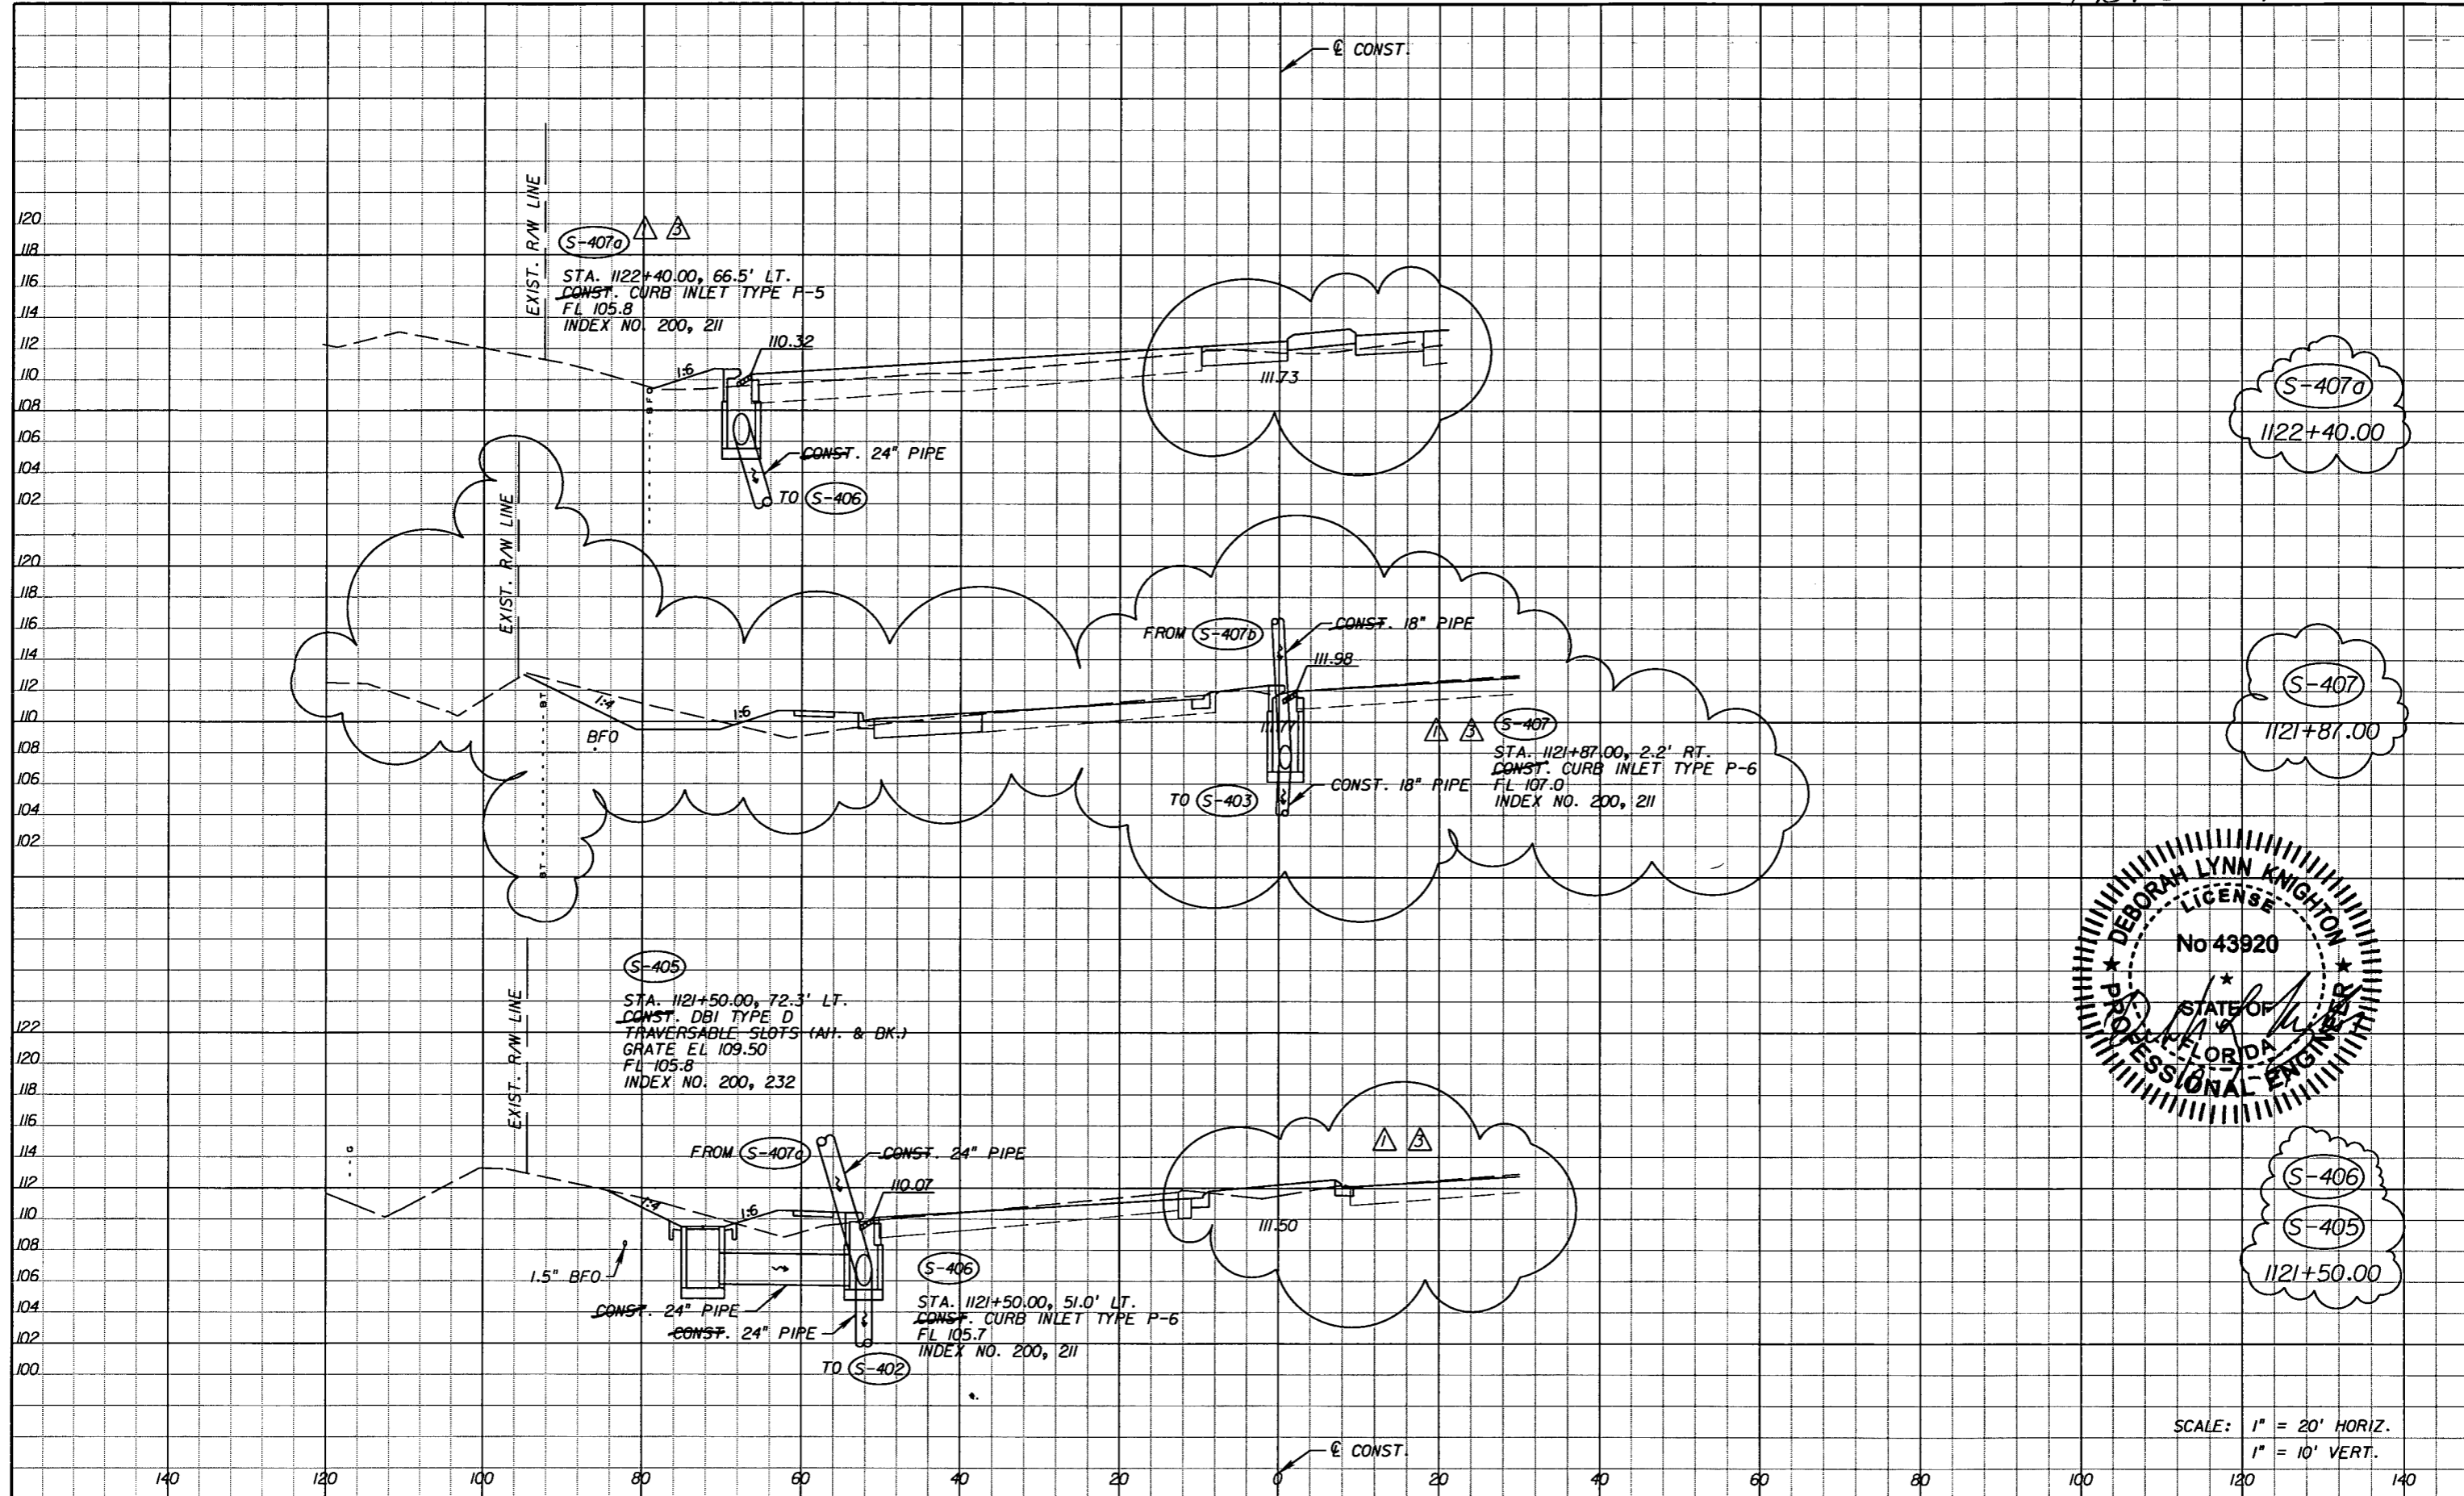 ℄ CONST.
120
118
116
114
112
110
108
106
104
102
EXIST. R/W LINE
S-407a
1
3
STA. 1122+40.00, 66.5' LT.
CONST. CURB INLET TYPE P-5
FL 105.8
INDEX NO. 200, 211
110.32
1:6
BFO
CONST. 24" PIPE
TO S-406
111.73
S-407a
1122+40.00
120
118
116
114
112
110
108
106
104
102
EXIST. R/W LINE
FROM S-407b
CONST. 18" PIPE
111.98
1:4
1:6
BT
BT
BFO
111.77
1
3
S-407
STA. 1121+87.00, 2.2' RT.
CONST. CURB INLET TYPE P-6
FL 107.0
INDEX NO. 200, 211
CONST. 18" PIPE
TO S-403
S-407
1121+87.00
DEBORAH LYNN KNIGHTON
LICENSE
No 43920
STATE OF
FLORIDA
PROFESSIONAL ENGINEER
122
120
118
116
114
112
110
108
106
104
102
100
EXIST. R/W LINE
S-405
STA. 1121+50.00, 72.3' LT.
CONST. DBI TYPE D
TRAVERSABLE SLOTS (AH. & BK.)
GRATE EL 109.50
FL 105.8
INDEX NO. 200, 232
G
FROM S-407a
CONST. 24" PIPE
110.07
1:4
1:6
1
3
111.50
1.5" BFO
CONST. 24" PIPE
CONST. 24" PIPE
TO S-402
S-406
STA. 1121+50.00, 51.0' LT.
CONST. CURB INLET TYPE P-6
FL 105.7
INDEX NO. 200, 211
S-406
S-405
1121+50.00
℄ CONST.
SCALE: 1" = 20' HORIZ.
1" = 10' VERT.
140 120 100 80 60 40 20 0 20 40 60 80 100 120 140